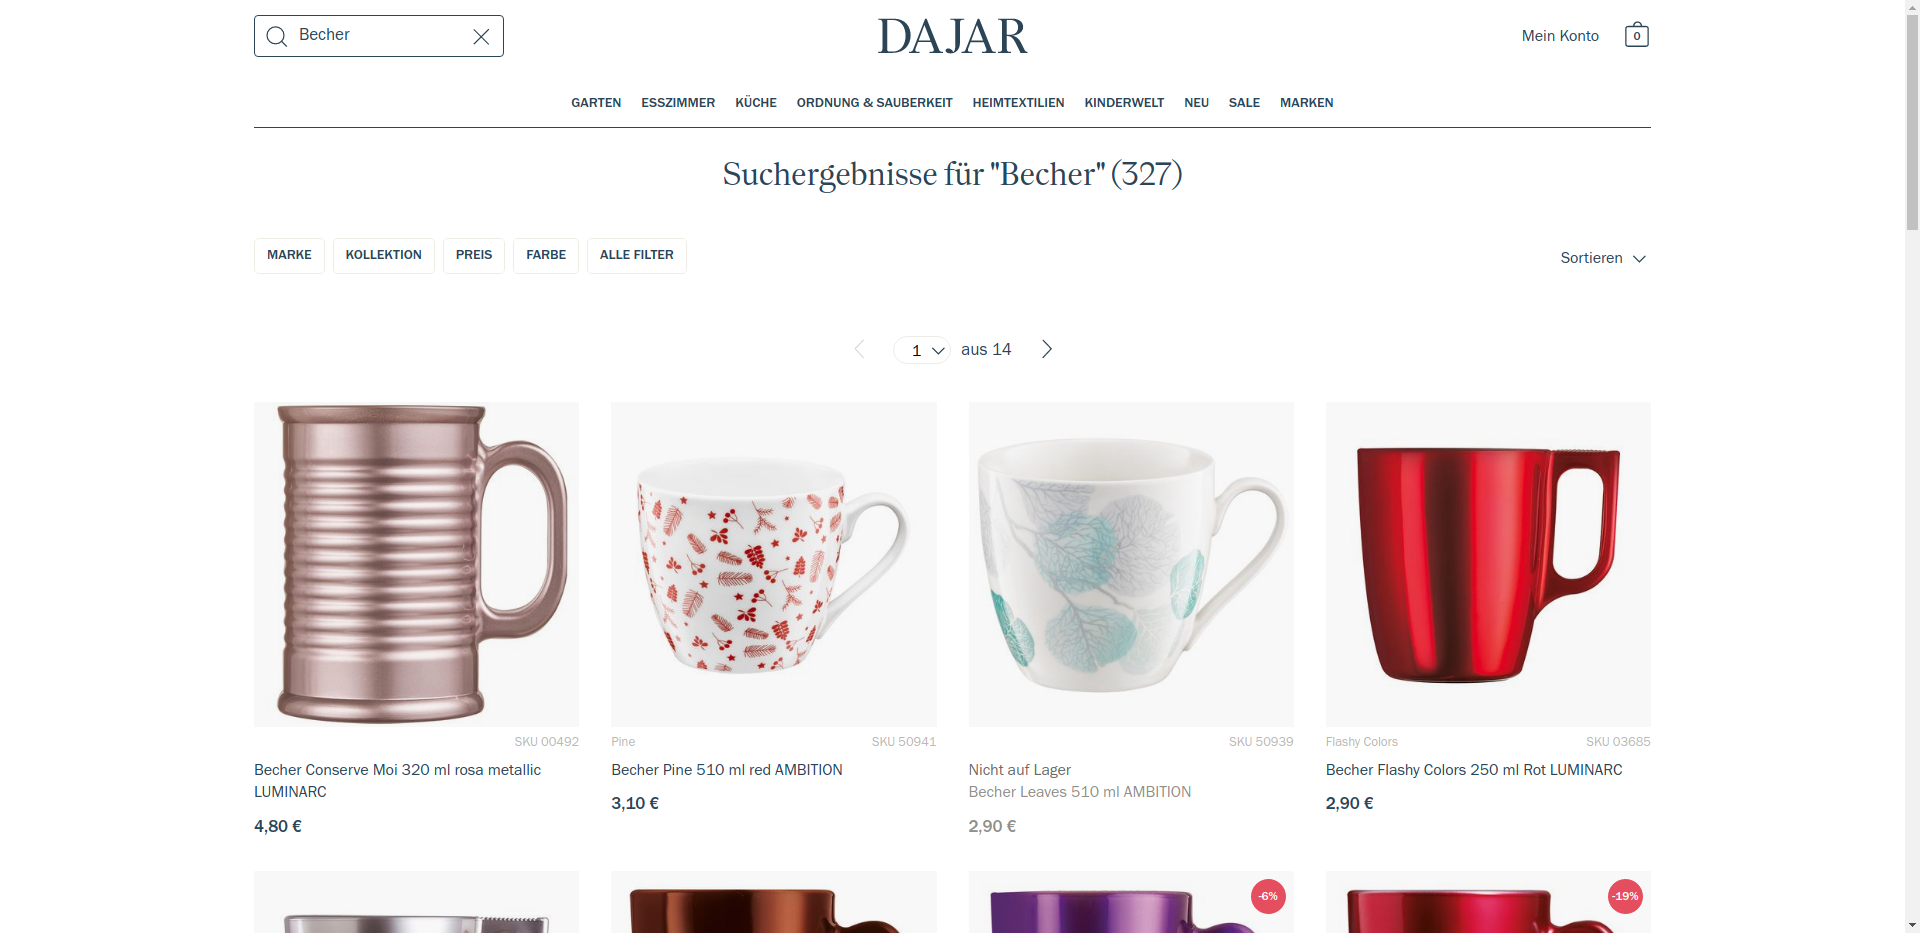 Becher
DAJAR
Mein Konto
0
GARTEN ESSZIMMER KÜCHE ORDNUNG & SAUBERKEIT HEIMTEXTILIEN KINDERWELT NEU SALE MARKEN
Suchergebnisse für "Becher" (327)
MARKE KOLLEKTION PREIS FARBE ALLE FILTER
Sortieren
1 aus 14
SKU 00492
Becher Conserve Moi 320 ml rosa metallic
LUMINARC
4,80 €
Pine SKU 50941
Becher Pine 510 ml red AMBITION
3,10 €
SKU 50939
Nicht auf Lager
Becher Leaves 510 ml AMBITION
2,90 €
Flashy Colors SKU 03685
Becher Flashy Colors 250 ml Rot LUMINARC
2,90 €
-6%
-19%